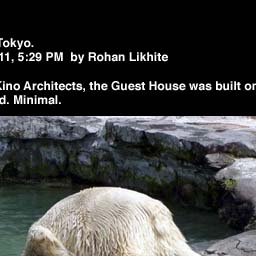 Tokyo.
11, 5:29 PM  by Rohan Likhite
Kino Architects, the Guest House was built on
d. Minimal.